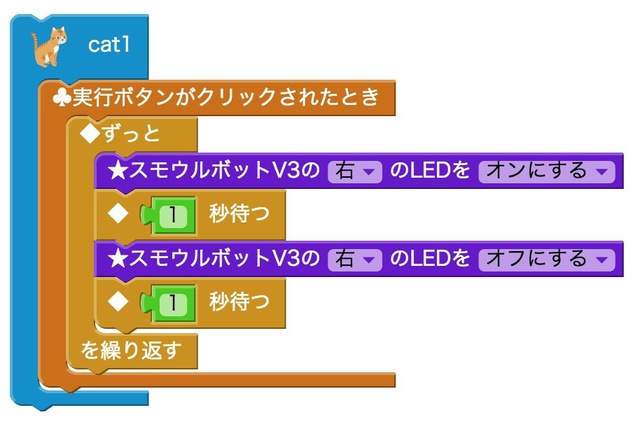 cat1
♣実行ボタンがクリックされたとき
◆ずっと
★スモウルボットV3の 右 のLEDを オンにする
◆ 1 秒待つ
★スモウルボットV3の 右 のLEDを オフにする
◆ 1 秒待つ
を繰り返す